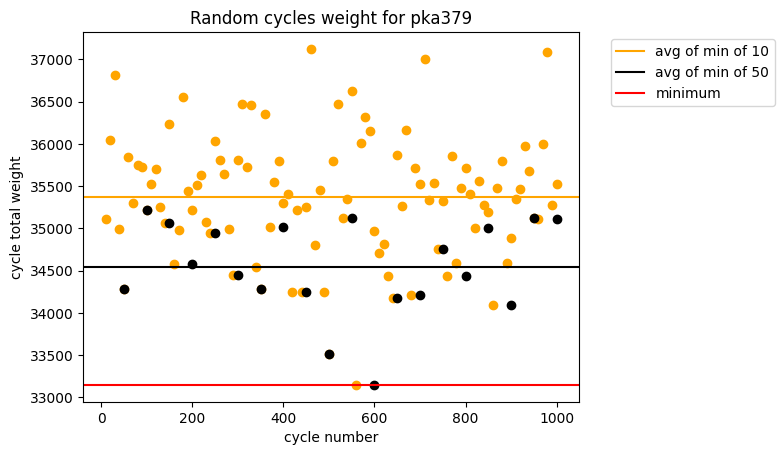 Random cycles weight for pka379
avg of min of 10
avg of min of 50
minimum
cycle total weight
37000
36500
36000
35500
35000
34500
34000
33500
33000
0 200 400 600 800 1000
cycle number